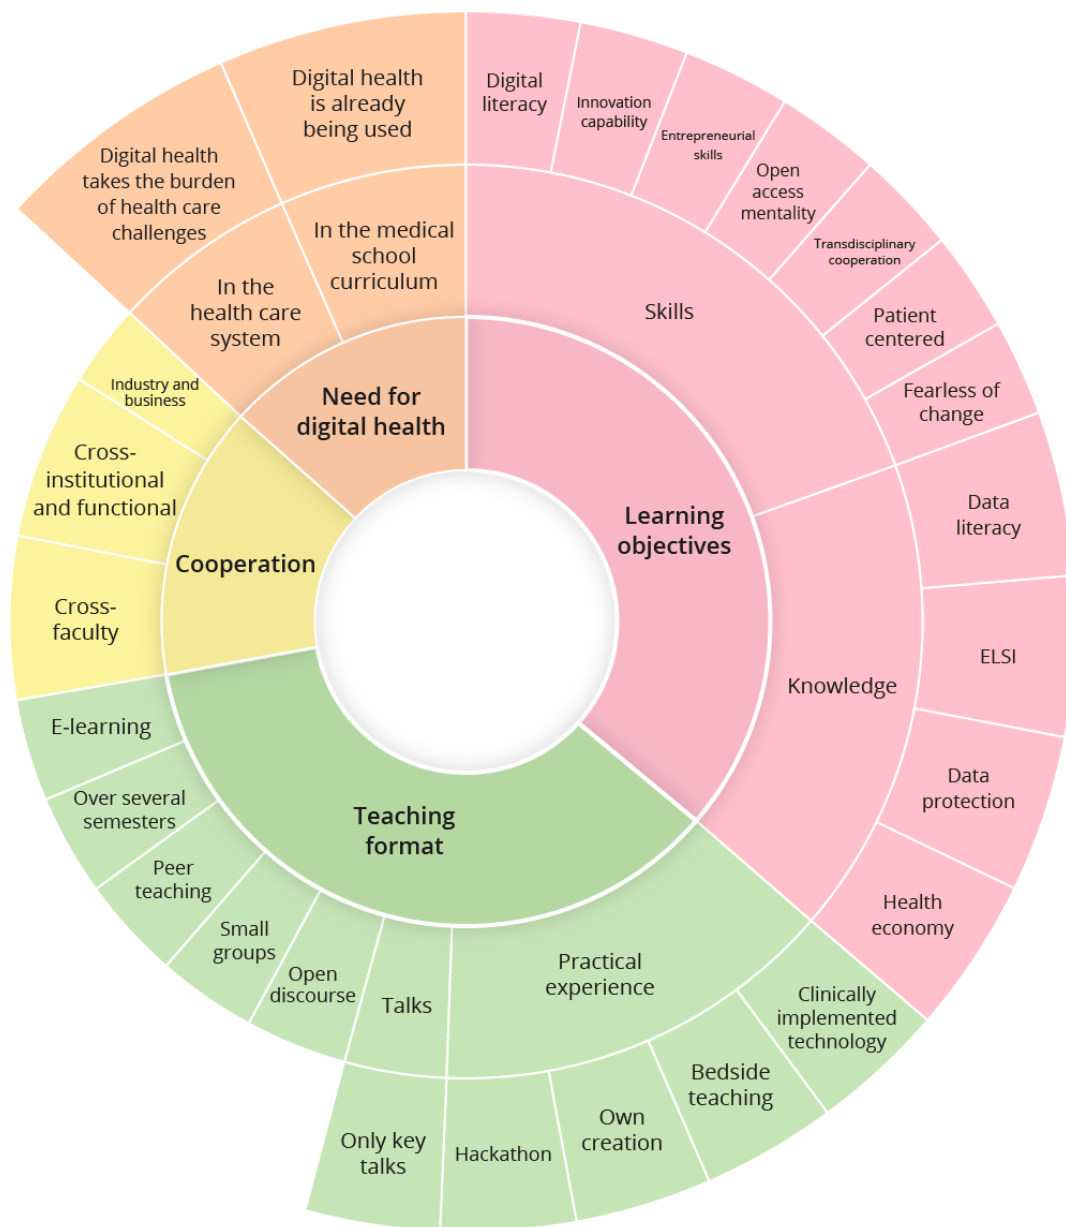 Digital health
is already
being used
Digital health
takes the burden
of health care
challenges
In the medical
school
curriculum
In the
health care
system
Need for
digital health
Digital
literacy
Innovation
capability
Entrepreneurial
skills
Open
access
mentality
Transdisciplinary
cooperation
Patient
centered
Fearless of
change
Skills
Learning
objectives
Knowledge
Data
literacy
ELSI
Data
protection
Health
economy
Industry and
business
Cross-
institutional
and functional
Cross-
faculty
Cooperation
Teaching
format
E-learning
Over several
semesters
Peer
teaching
Small
groups
Open
discourse
Talks
Only key
talks
Practical
experience
Hackathon
Own
creation
Bedside
teaching
Clinically
implemented
technology